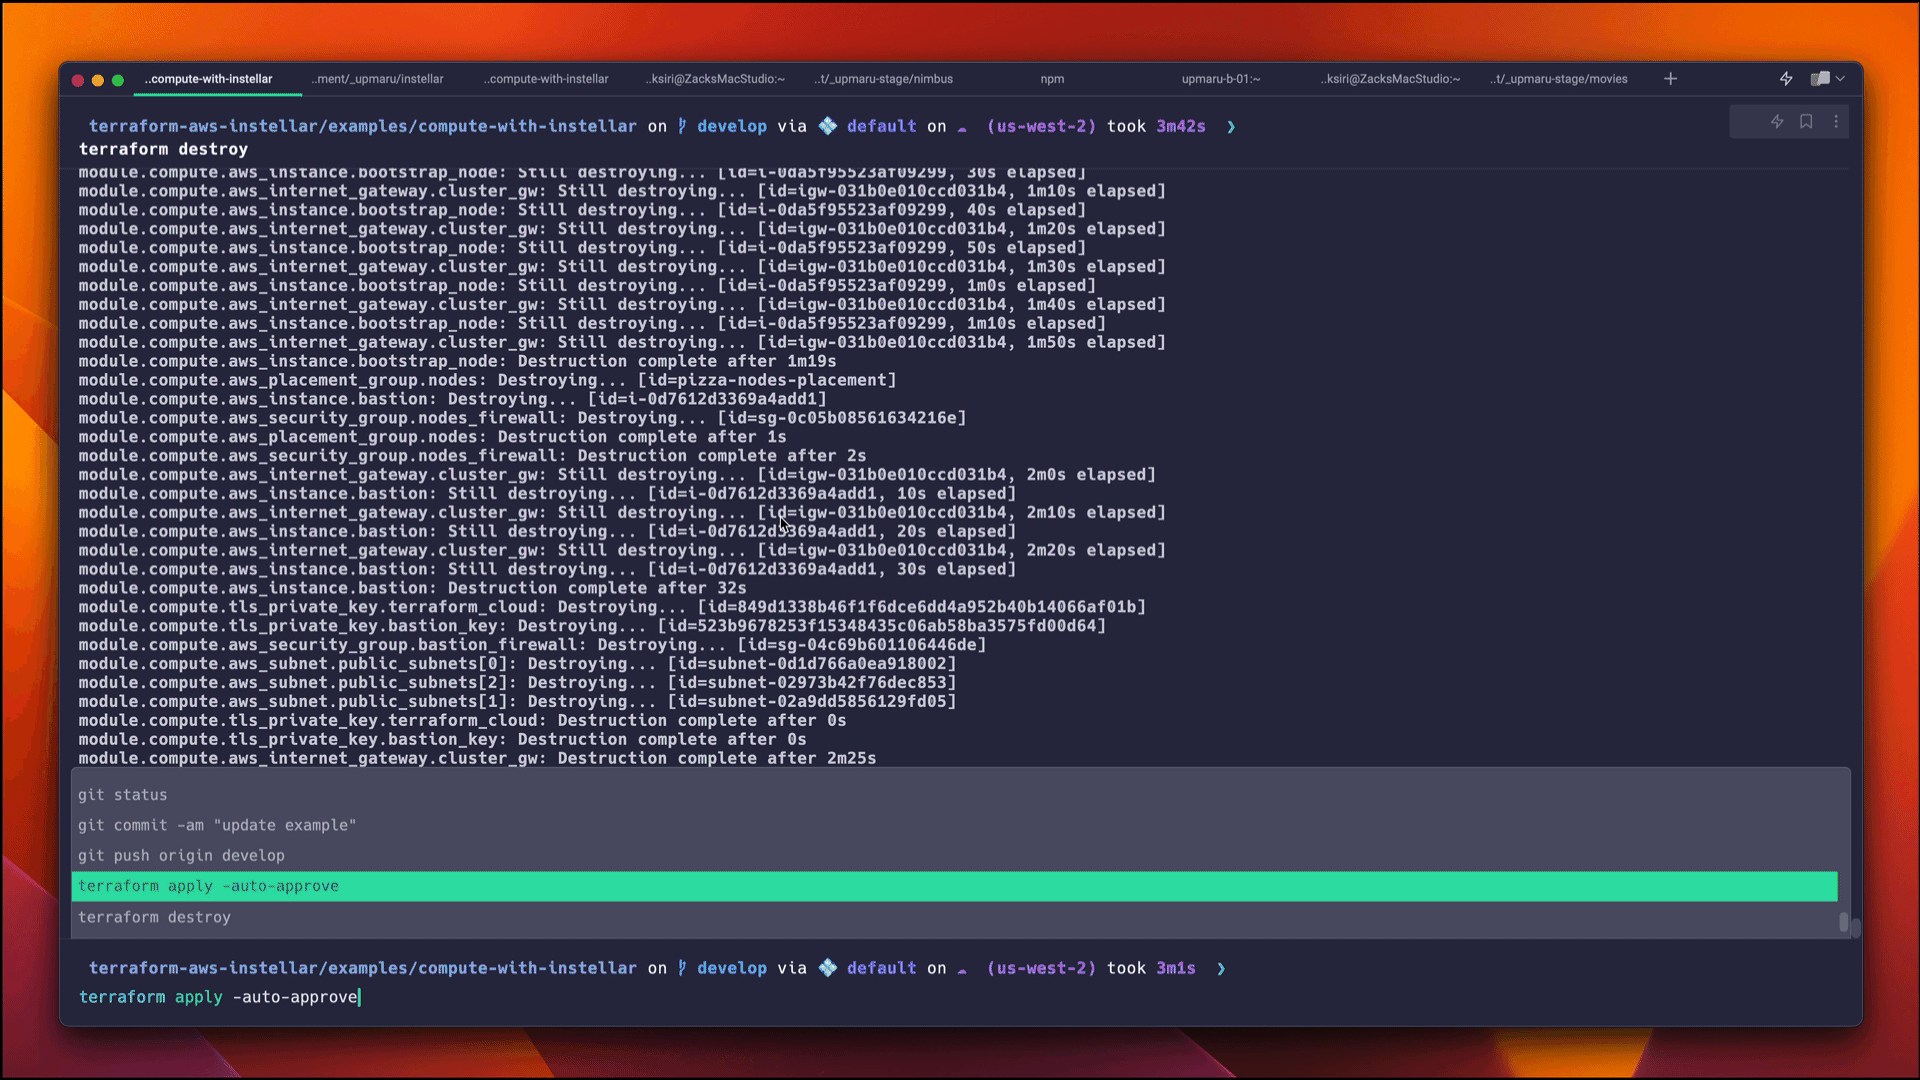 ..compute-with-instellar ..ment/_upmaru/instellar ..compute-with-instellar ..ksiri@ZacksMacStudio:~ ..t/_upmaru-stage/nimbus npm upmaru-b-01:~ ..ksiri@ZacksMacStudio:~ ..t/_upmaru-stage/movies
terraform-aws-instellar/examples/compute-with-instellar on develop via default on (us-west-2) took 3m42s ❯
terraform destroy
module.compute.aws_instance.bootstrap_node: Still destroying... [id=i-0da5f95523af09299, 30s elapsed]
module.compute.aws_internet_gateway.cluster_gw: Still destroying... [id=igw-031b0e010ccd031b4, 1m10s elapsed]
module.compute.aws_instance.bootstrap_node: Still destroying... [id=i-0da5f95523af09299, 40s elapsed]
module.compute.aws_internet_gateway.cluster_gw: Still destroying... [id=igw-031b0e010ccd031b4, 1m20s elapsed]
module.compute.aws_instance.bootstrap_node: Still destroying... [id=i-0da5f95523af09299, 50s elapsed]
module.compute.aws_internet_gateway.cluster_gw: Still destroying... [id=igw-031b0e010ccd031b4, 1m30s elapsed]
module.compute.aws_instance.bootstrap_node: Still destroying... [id=i-0da5f95523af09299, 1m0s elapsed]
module.compute.aws_internet_gateway.cluster_gw: Still destroying... [id=igw-031b0e010ccd031b4, 1m40s elapsed]
module.compute.aws_instance.bootstrap_node: Still destroying... [id=i-0da5f95523af09299, 1m10s elapsed]
module.compute.aws_internet_gateway.cluster_gw: Still destroying... [id=igw-031b0e010ccd031b4, 1m50s elapsed]
module.compute.aws_instance.bootstrap_node: Destruction complete after 1m19s
module.compute.aws_placement_group.nodes: Destroying... [id=pizza-nodes-placement]
module.compute.aws_instance.bastion: Destroying... [id=i-0d7612d3369a4add1]
module.compute.aws_security_group.nodes_firewall: Destroying... [id=sg-0c05b08561634216e]
module.compute.aws_placement_group.nodes: Destruction complete after 1s
module.compute.aws_security_group.nodes_firewall: Destruction complete after 2s
module.compute.aws_internet_gateway.cluster_gw: Still destroying... [id=igw-031b0e010ccd031b4, 2m0s elapsed]
module.compute.aws_instance.bastion: Still destroying... [id=i-0d7612d3369a4add1, 10s elapsed]
module.compute.aws_internet_gateway.cluster_gw: Still destroying... [id=igw-031b0e010ccd031b4, 2m10s elapsed]
module.compute.aws_instance.bastion: Still destroying... [id=i-0d7612d3369a4add1, 20s elapsed]
module.compute.aws_internet_gateway.cluster_gw: Still destroying... [id=igw-031b0e010ccd031b4, 2m20s elapsed]
module.compute.aws_instance.bastion: Still destroying... [id=i-0d7612d3369a4add1, 30s elapsed]
module.compute.aws_instance.bastion: Destruction complete after 32s
module.compute.tls_private_key.terraform_cloud: Destroying... [id=849d1338b46f1f6dce6dd4a952b40b14066af01b]
module.compute.tls_private_key.bastion_key: Destroying... [id=523b9678253f15348435c06ab58ba3575fd00d64]
module.compute.aws_security_group.bastion_firewall: Destroying... [id=sg-04c69b601106446de]
module.compute.aws_subnet.public_subnets[0]: Destroying... [id=subnet-0d1d766a0ea918002]
module.compute.aws_subnet.public_subnets[2]: Destroying... [id=subnet-02973b42f76dec853]
module.compute.aws_subnet.public_subnets[1]: Destroying... [id=subnet-02a9dd5856129fd05]
module.compute.tls_private_key.terraform_cloud: Destruction complete after 0s
module.compute.tls_private_key.bastion_key: Destruction complete after 0s
module.compute.aws_internet_gateway.cluster_gw: Destruction complete after 2m25s
git status
git commit -am "update example"
git push origin develop
terraform apply -auto-approve
terraform destroy
terraform-aws-instellar/examples/compute-with-instellar on develop via default on (us-west-2) took 3m1s ❯
terraform apply -auto-approve